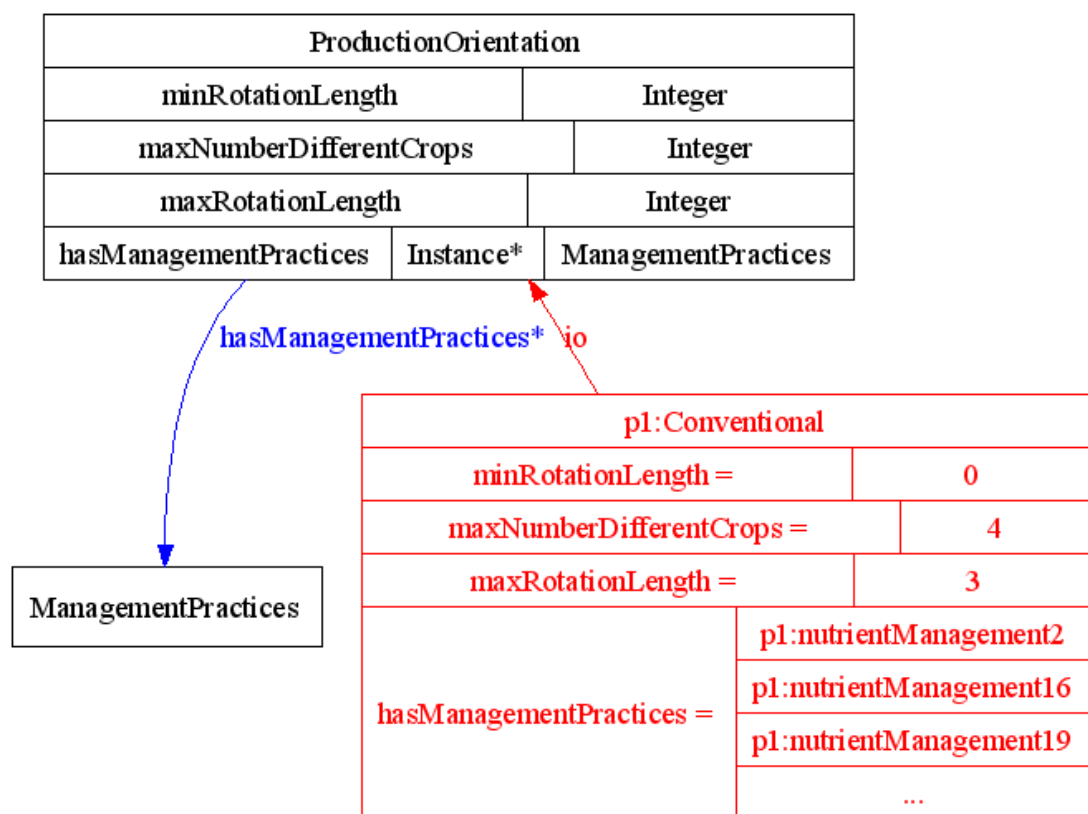 ProductionOrientation
minRotationLength Integer
maxNumberDifferentCrops Integer
maxRotationLength Integer
hasManagementPractices Instance* ManagementPractices
hasManagementPractices* io
p1:Conventional
minRotationLength = 0
maxNumberDifferentCrops = 4
maxRotationLength = 3
ManagementPractices
p1:nutrientManagement2
p1:nutrientManagement16
hasManagementPractices =
p1:nutrientManagement19
...